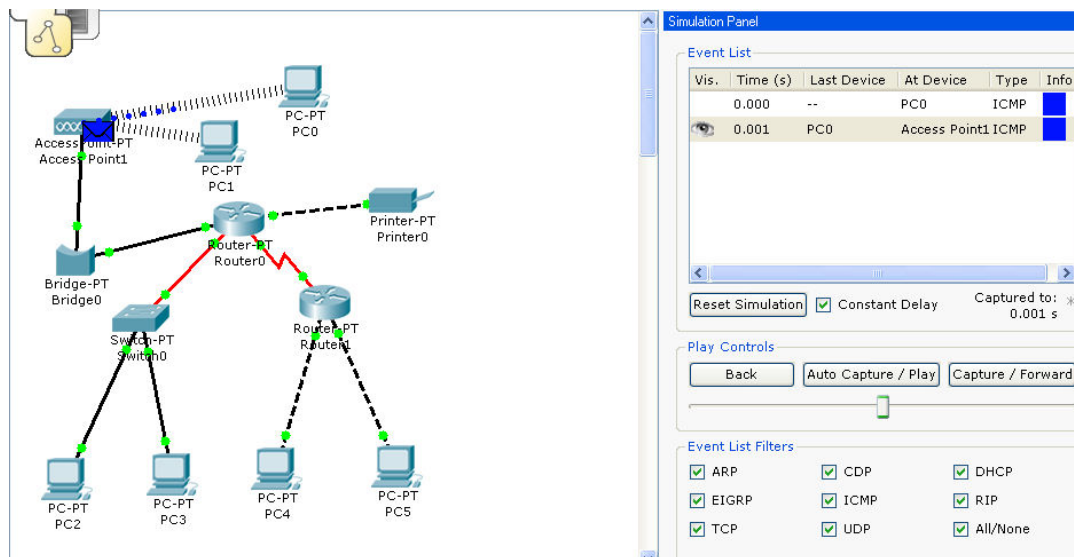 PC-PT
PC0
AccessPoint-PT
Access Point1
PC-PT
PC1
Printer-PT
Printer0
Router-PT
Router0
Bridge-PT
Bridge0
Router-PT
Router1
Switch-PT
Switch0
PC-PT
PC2
PC-PT
PC3
PC-PT
PC4
PC-PT
PC5
Simulation Panel
Event List
Vis. Time (s) Last Device At Device Type Info
0.000 -- PC0 ICMP
0.001 PC0 Access Point1 ICMP
Reset Simulation Constant Delay Captured to: *
0.001 s
Play Controls
Back Auto Capture / Play Capture / Forward
Event List Filters
ARP CDP DHCP
EIGRP ICMP RIP
TCP UDP All/None